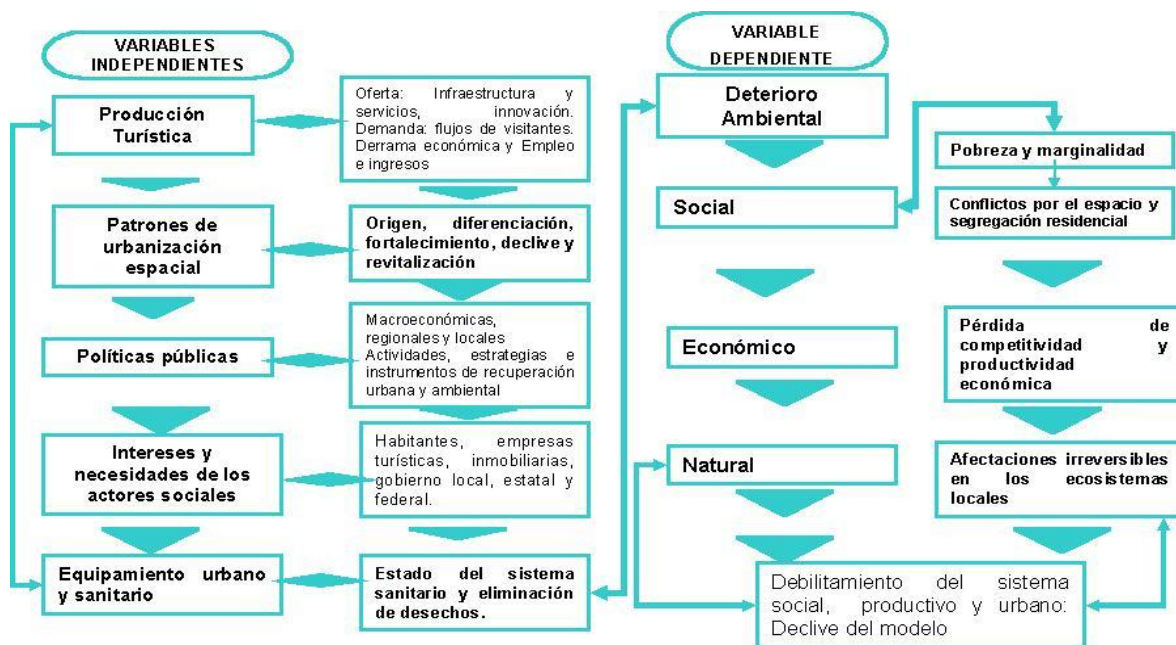 VARIABLES
INDEPENDIENTES
Producción
Turística
Oferta: Infraestructura y
servicios, innovación.
Demanda: flujos de visitantes.
Derrama económica y Empleo
e ingresos
Patrones de
urbanización
espacial
Origen, diferenciación,
fortalecimiento, declive y
revitalización
Políticas públicas
Macroeconómicas,
regionales y locales
Actividades, estrategias e
instrumentos de recuperación
urbana y ambiental
Intereses y
necesidades de los
actores sociales
Habitantes, empresas
turísticas, inmobiliarias,
gobierno local, estatal y
federal.
Equipamiento urbano
y sanitario
Estado del sistema
sanitario y eliminación
de desechos.
VARIABLE
DEPENDIENTE
Deterioro
Ambiental
Pobreza y marginalidad
Social
Conflictos por el espacio y
segregación residencial
Económico
Pérdida de
competitividad y
productividad
económica
Natural
Afectaciones irreversibles
en los ecosistemas
locales
Debilitamiento del sistema
social, productivo y urbano:
Declive del modelo